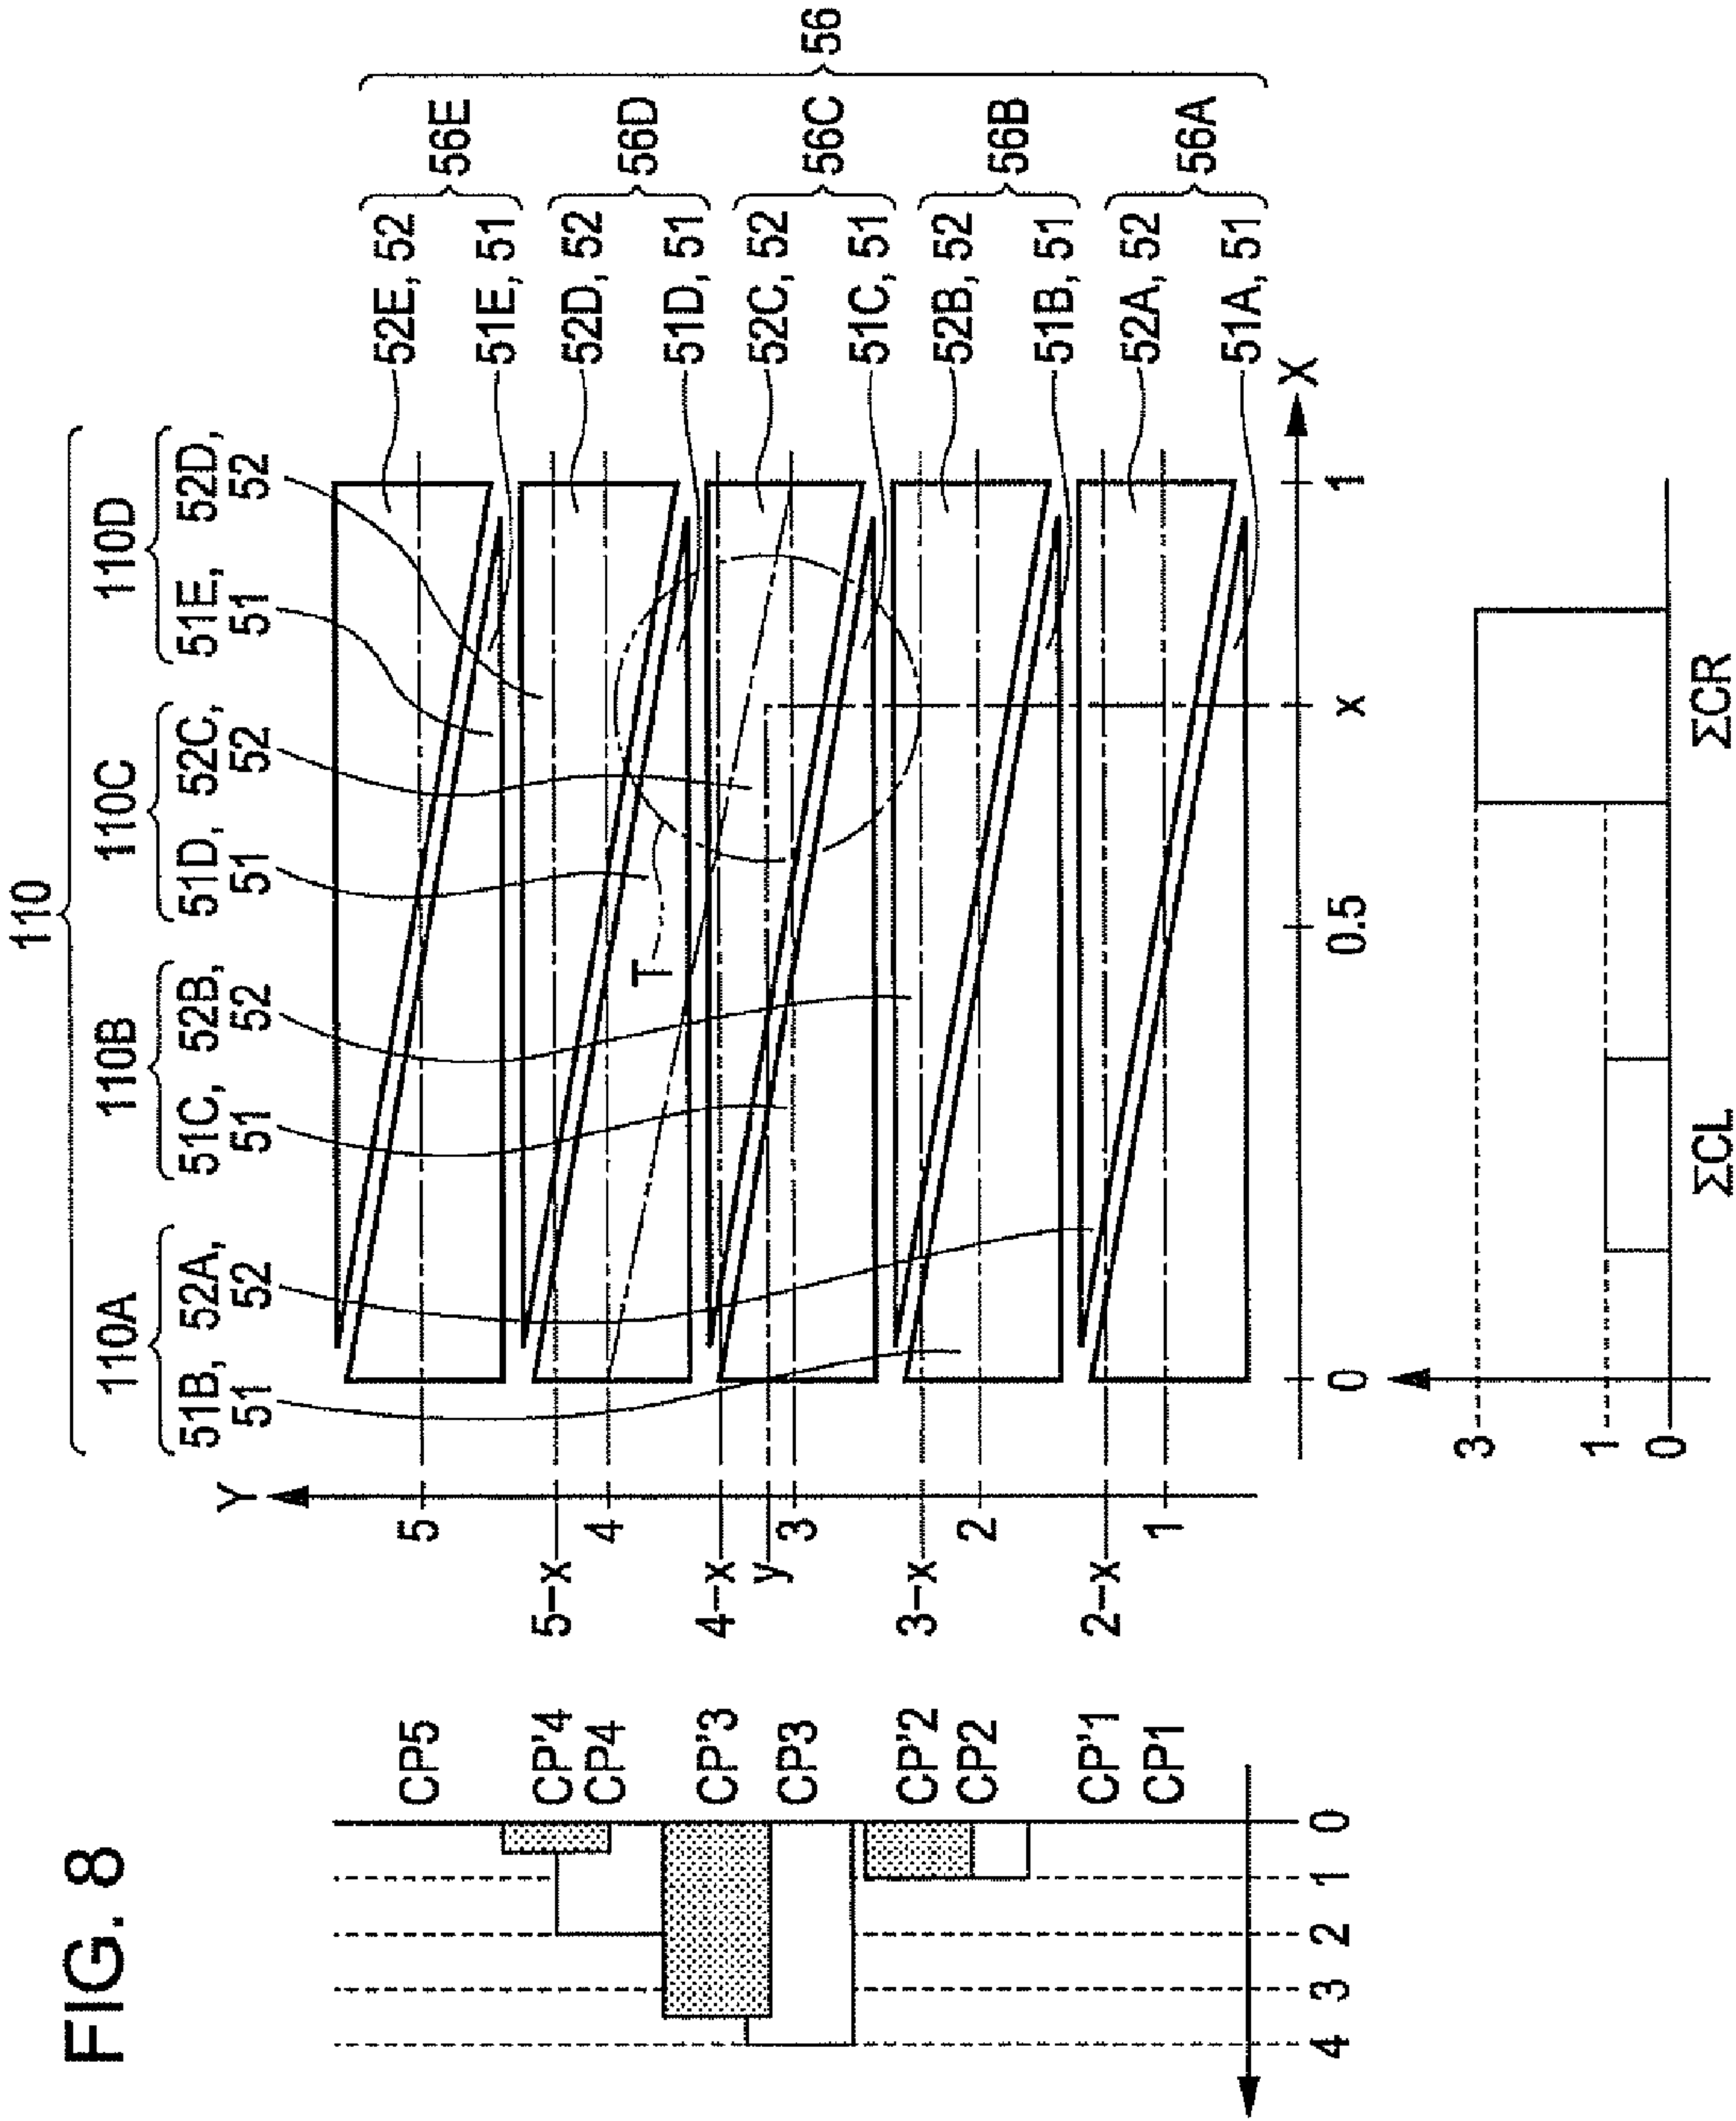 FIG. 8
110
110A
110B
110C
110D
51B, 52A,
51 52
51C, 52B,
51 52
51D, 52C,
51 52
51E, 52D,
51 52
Y
5
5-x
4
4-x
y
3
3-x
2
2-x
1
T
52E, 52
51E, 51
56E
52D, 52
51D, 51
56D
52C, 52
51C, 51
56C
52B, 52
51B, 51
56B
52A, 52
51A, 51
56A
56
0
0.5
x
1
X
CP5
CP'4
CP4
CP'3
CP3
CP'2
CP2
CP'1
CP1
4 3 2 1 0
3
1
0
ΣCL
ΣCR